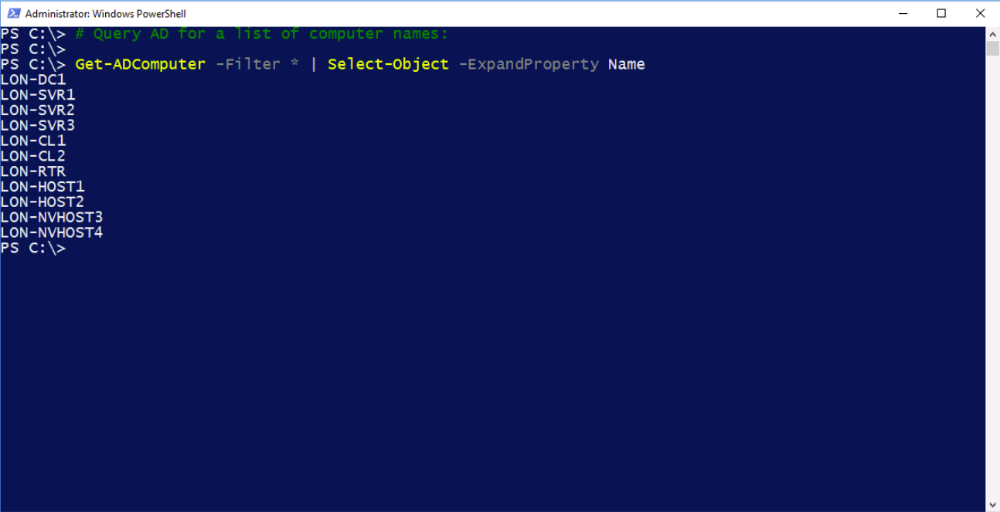 Administrator: Windows PowerShell
PS C:\> # Query AD for a list of computer names:
PS C:\>
PS C:\> Get-ADComputer -Filter * | Select-Object -ExpandProperty Name
LON-DC1
LON-SVR1
LON-SVR2
LON-SVR3
LON-CL1
LON-CL2
LON-RTR
LON-HOST1
LON-HOST2
LON-NVHOST3
LON-NVHOST4
PS C:\>